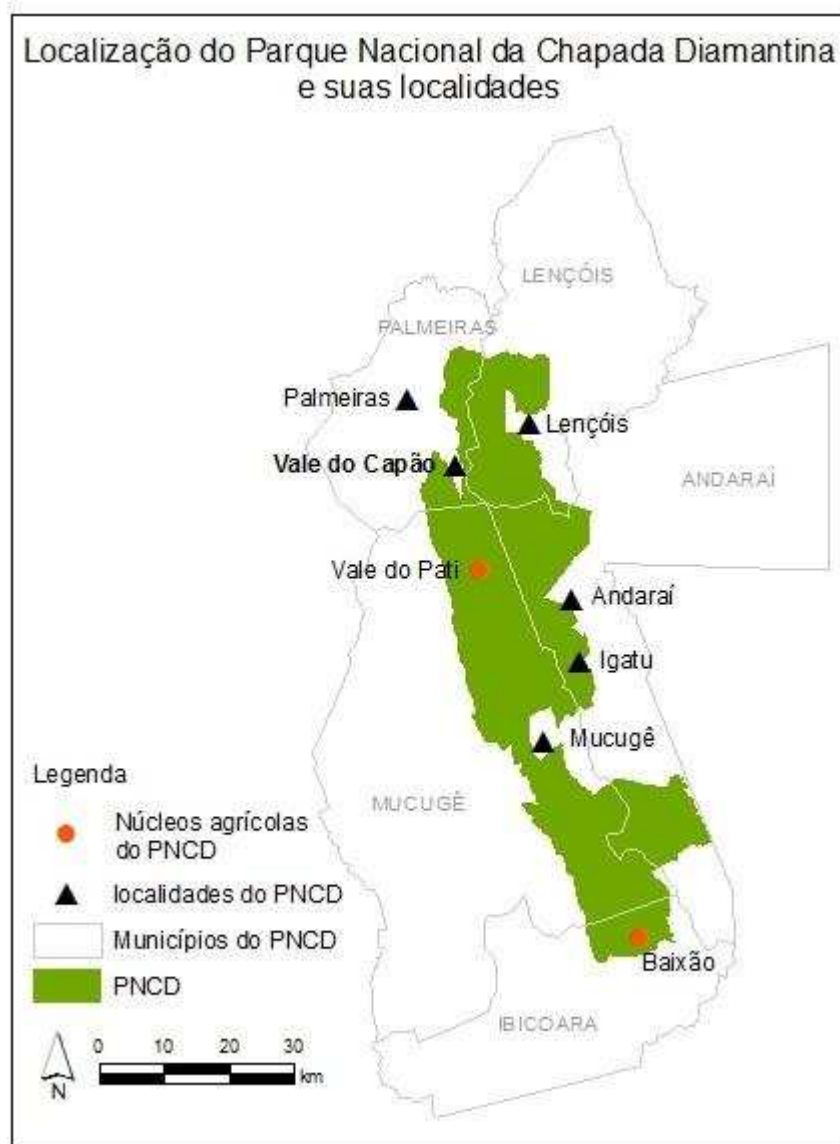 Localização do Parque Nacional da Chapada Diamantina
e suas localidades
LENÇÓIS
PALMEIRAS
Palmeiras
Lençóis
Vale do Capão
ANDARAÍ
Vale do Pati
Andaraí
Igatu
Mucugê
MUCUGÊ
Baixão
IBICOARA
Legenda
Núcleos agrícolas
do PNCD
localidades do PNCD
Municípios do PNCD
PNCD
0 10 20 30
km
N